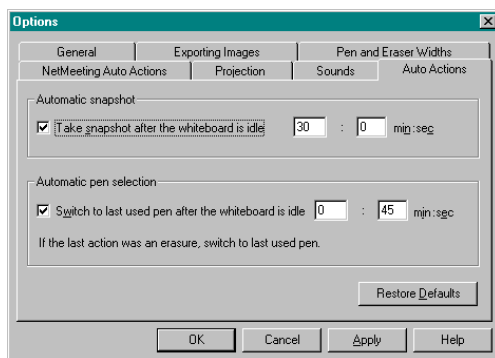 Options
General Exporting Images Pen and Eraser Widths
NetMeeting Auto Actions Projection Sounds Auto Actions
Automatic snapshot
Take snapshot after the whiteboard is idle 30 : 0 min:sec
Automatic pen selection
Switch to last used pen after the whiteboard is idle 0 : 45 min:sec
If the last action was an erasure, switch to last used pen.
Restore Defaults
OK Cancel Apply Help